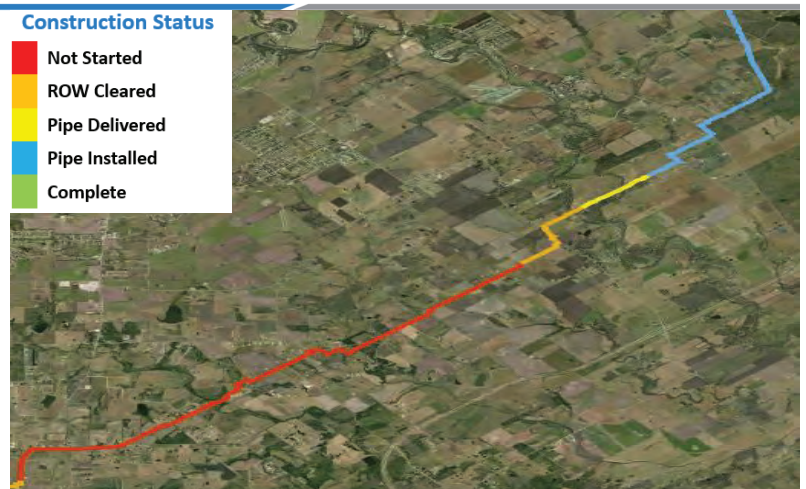 Construction Status
Not Started
ROW Cleared
Pipe Delivered
Pipe Installed
Complete